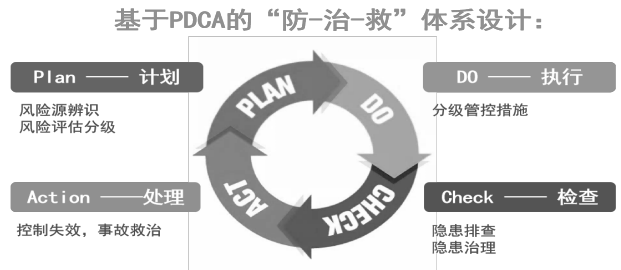 基于PDCA的“防-治-救”体系设计：
Plan —— 计划
风险源辨识
风险评估分级
DO —— 执行
分级管控措施
PLAN
DO
CHECK
ACT
Action ——处理
控制失效，事故救治
Check —— 检查
隐患排查
隐患治理